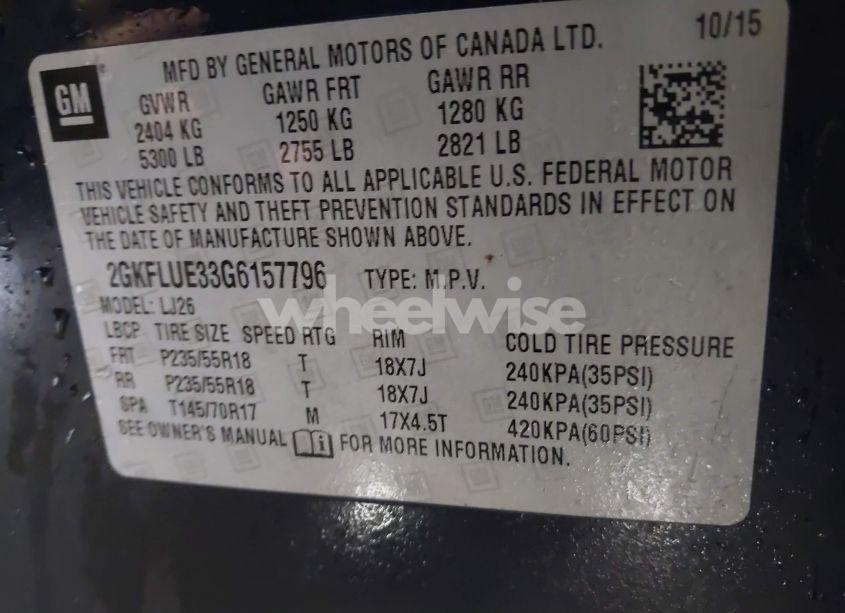 MFD BY GENERAL MOTORS OF CANADA LTD. 10/15
GM
GVWR GAWR FRT GAWR RR
2404 KG 1250 KG 1280 KG
5300 LB 2755 LB 2821 LB
THIS VEHICLE CONFORMS TO ALL APPLICABLE U.S. FEDERAL MOTOR
VEHICLE SAFETY AND THEFT PREVENTION STANDARDS IN EFFECT ON
THE DATE OF MANUFACTURE SHOWN ABOVE.
2GKFLUE33G6157796 TYPE: M.P.V.
MODEL: LJ26
wheelwise
LBCP TIRE SIZE SPEED RTG RIM COLD TIRE PRESSURE
FRT P235/55R18 T 18X7J 240KPA(35PSI)
RR P235/55R18 T 18X7J 240KPA(35PSI)
SPA T145/70R17 M 17X4.5T 420KPA(60PSI)
SEE OWNER'S MANUAL FOR MORE INFORMATION.